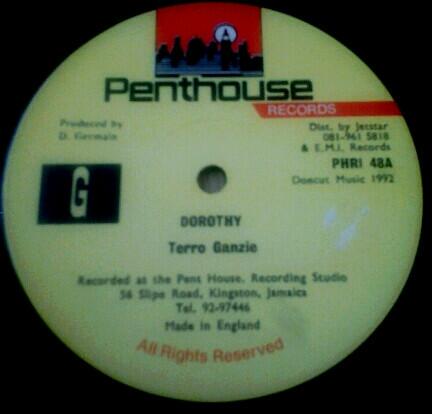 A
Penthouse
RECORDS
Produced by
D. Germain
Dist. by Jetstar
081-961 5818
& E.M.I. Records
PHRI 48A
Doncut Music 1992
G
DOROTHY
Terro Ganzie
Recorded at the Pent House. Recording Studio
56 Slipe Road, Kingston, Jamaica
Tel. 92-97446
Made in England
All Rights Reserved